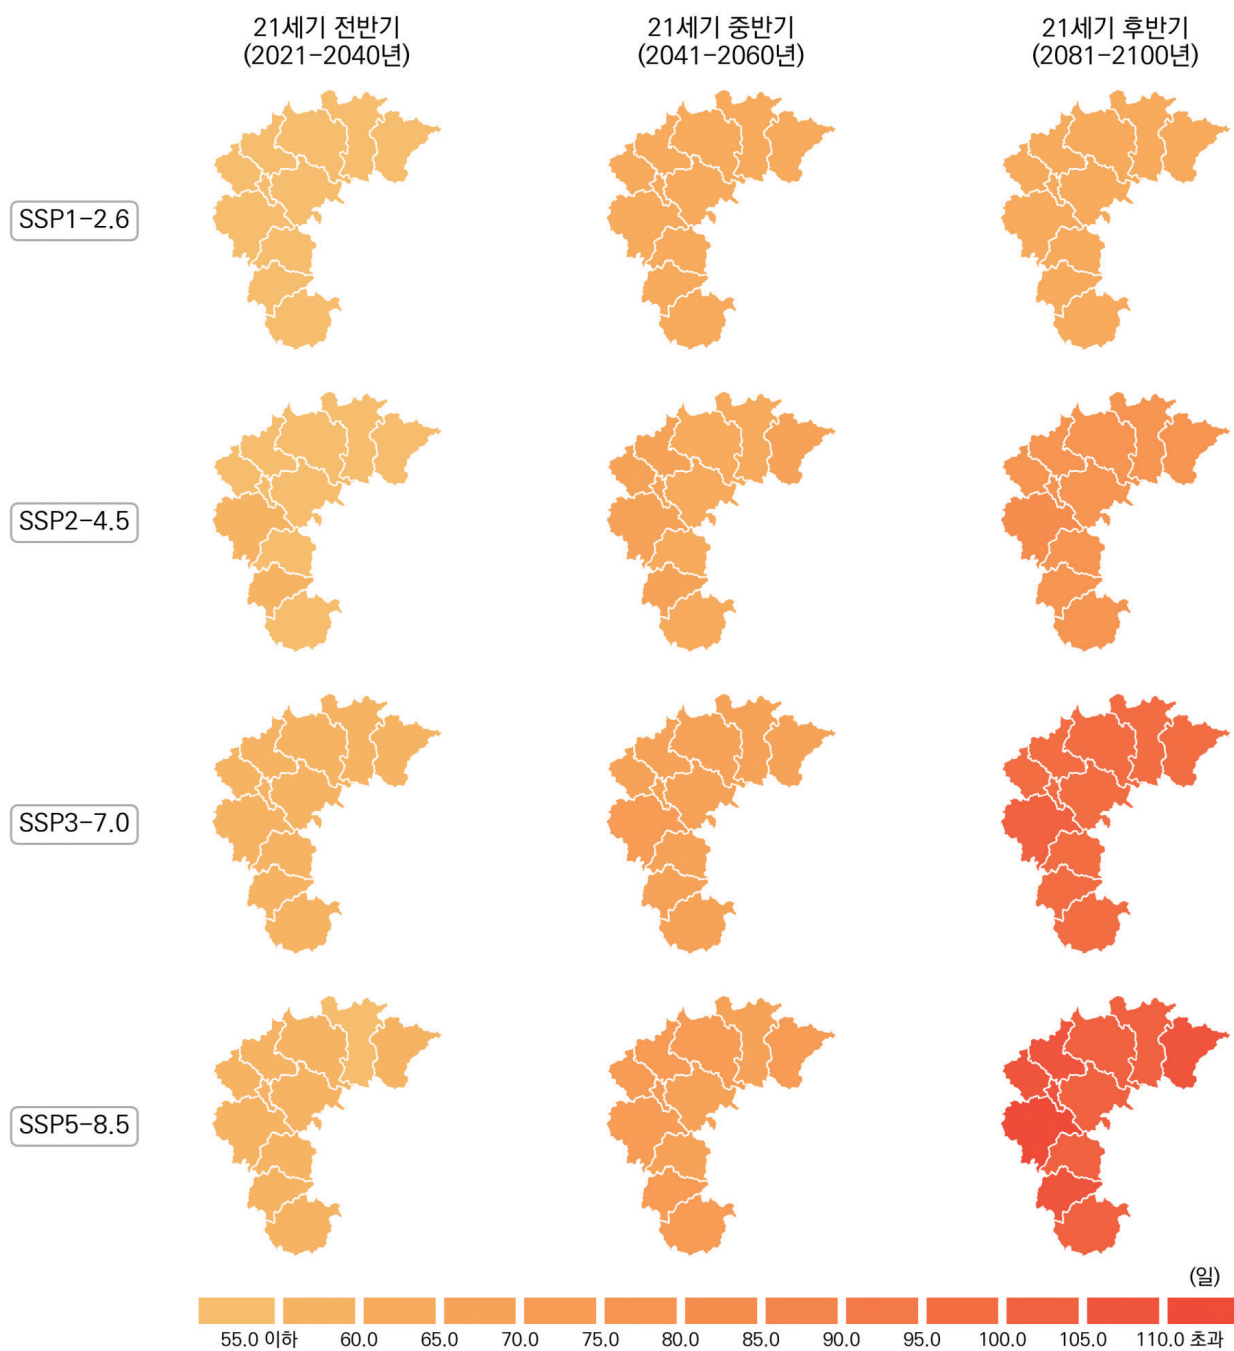 21세기 전반기
(2021-2040년)
21세기 중반기
(2041-2060년)
21세기 후반기
(2081-2100년)
SSP1-2.6
SSP2-4.5
SSP3-7.0
SSP5-8.5
(일)
55.0 이하 60.0 65.0 70.0 75.0 80.0 85.0 90.0 95.0 100.0 105.0 110.0 초과